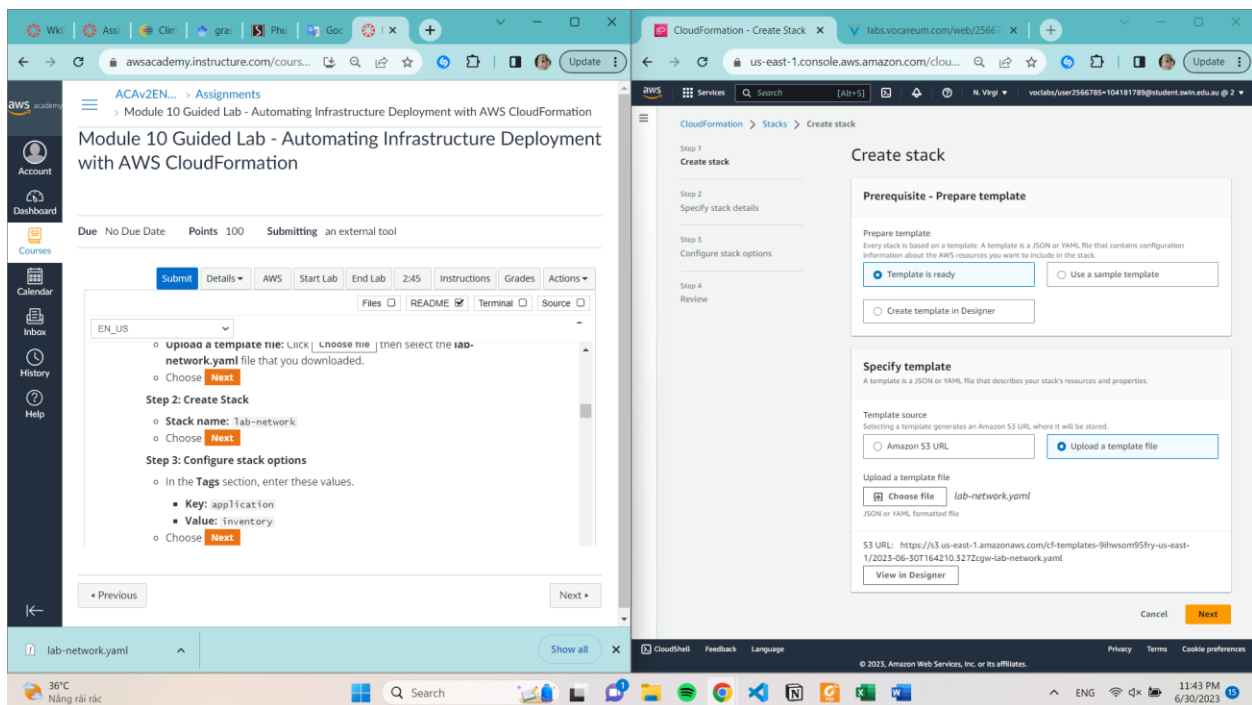 Wk
Assi
Clim
gras
Phu
Goo
awsacademy.instructure.com/cours...
Update
aws academy
Account
Dashboard
Courses
Calendar
Inbox
History
Help
ACAv2EN... > Assignments
> Module 10 Guided Lab - Automating Infrastructure Deployment with AWS CloudFormation
Module 10 Guided Lab - Automating Infrastructure Deployment
with AWS CloudFormation
Due No Due Date Points 100 Submitting an external tool
Submit Details AWS Start Lab End Lab 2:45 Instructions Grades Actions
Files README Terminal Source
EN_US
Upload a template file: Click Choose file then select the lab-
network.yaml file that you downloaded.
Choose Next
Step 2: Create Stack
Stack name: lab-network
Choose Next
Step 3: Configure stack options
In the Tags section, enter these values.
Key: application
Value: inventory
Choose Next
Previous
Next
lab-network.yaml
Show all
CloudFormation - Create Stack
labs.vocareum.com/web/25667
us-east-1.console.aws.amazon.com/clou...
Update
aws Services Search [Alt+S] N. Virgi voclabs/user2566785=104181789@student.swin.edu.au @ 2
CloudFormation > Stacks > Create stack
Step 1
Create stack
Step 2
Specify stack details
Step 3
Configure stack options
Step 4
Review
Create stack
Prerequisite - Prepare template
Prepare template
Every stack is based on a template. A template is a JSON or YAML file that contains configuration
information about the AWS resources you want to include in the stack.
Template is ready
Use a sample template
Create template in Designer
Specify template
A template is a JSON or YAML file that describes your stack's resources and properties.
Template source
Selecting a template generates an Amazon S3 URL where it will be stored.
Amazon S3 URL
Upload a template file
Upload a template file
Choose file lab-network.yaml
JSON or YAML formatted file
S3 URL: https://s3.us-east-1.amazonaws.com/cf-templates-9ihwsom95fry-us-east-
1/2023-06-30T164210.327Zcgw-lab-network.yaml
View in Designer
Cancel Next
CloudShell Feedback Language Privacy Terms Cookie preferences
© 2023, Amazon Web Services, Inc. or its affiliates.
36°C
Nắng rải rác
Search
ENG
11:43 PM
6/30/2023
15